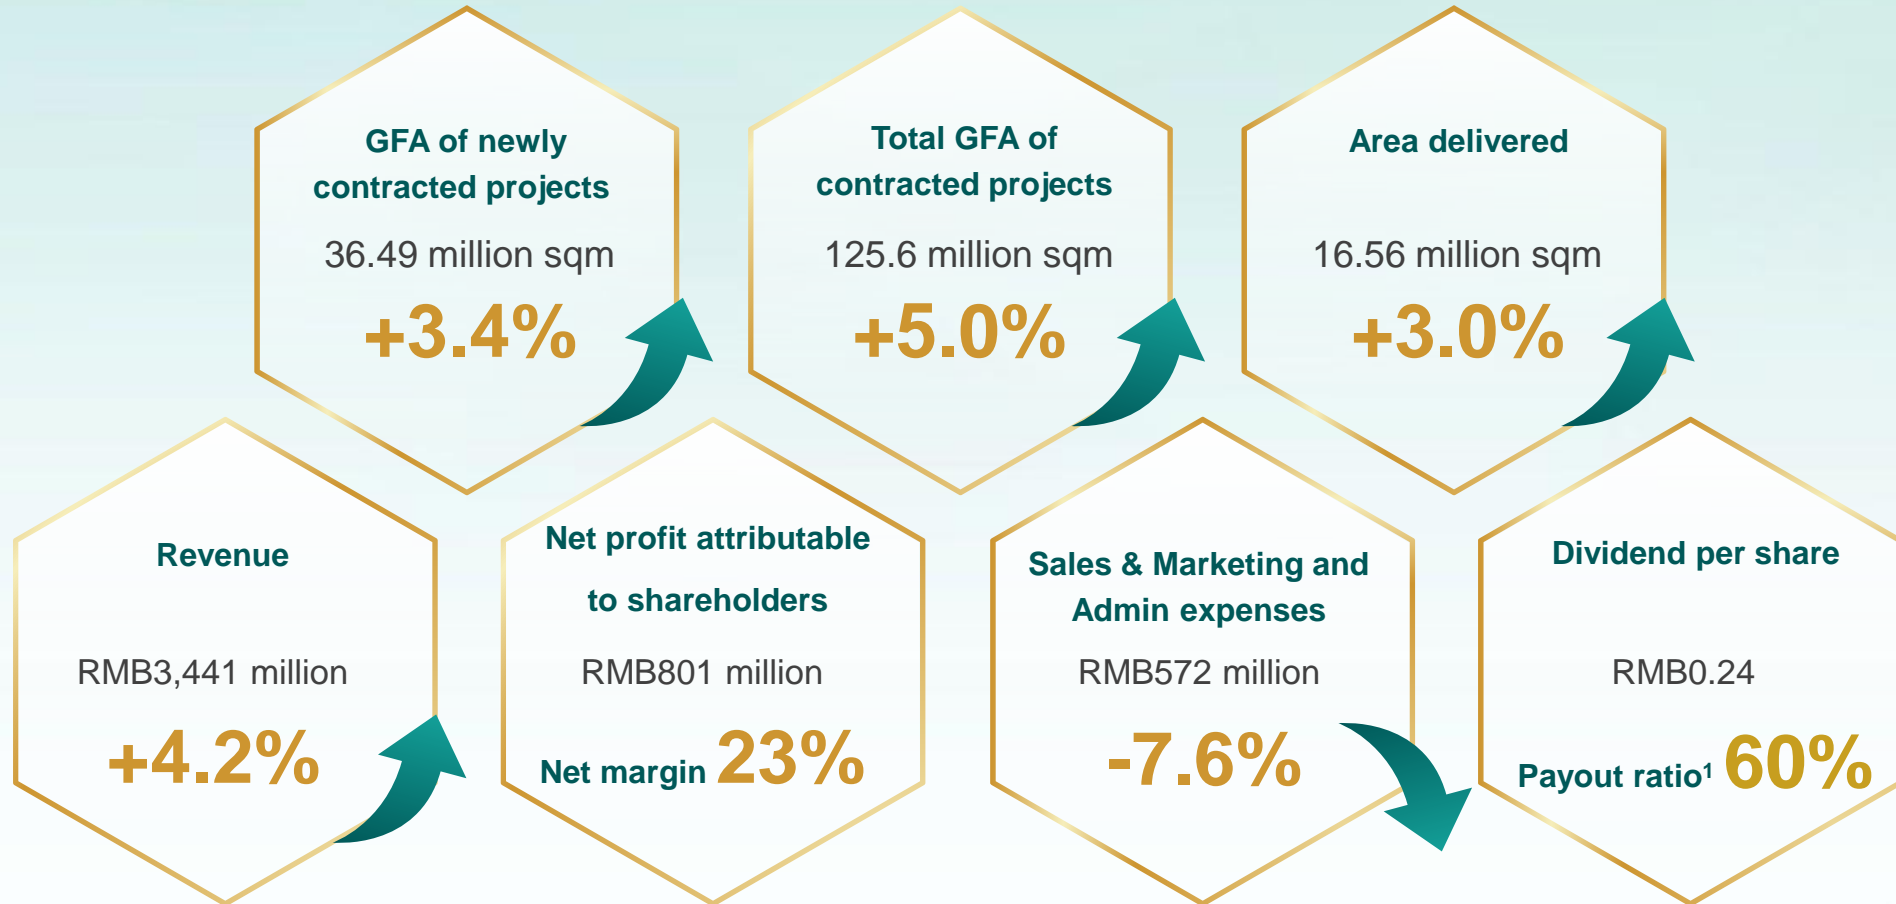 GFA of newly
contracted projects
36.49 million sqm
+3.4%
Total GFA of
contracted projects
125.6 million sqm
+5.0%
Area delivered
16.56 million sqm
+3.0%
Revenue
RMB3,441 million
+4.2%
Net profit attributable
to shareholders
RMB801 million
Net margin 23%
Sales & Marketing and
Admin expenses
RMB572 million
-7.6%
Dividend per share
RMB0.24
Payout ratio¹ 60%